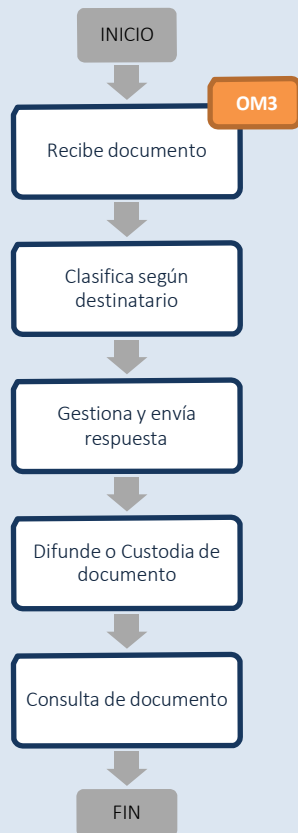 INICIO
OM3
Recibe documento
Clasifica según
destinatario
Gestiona y envía
respuesta
Difunde o Custodia de
documento
Consulta de documento
FIN